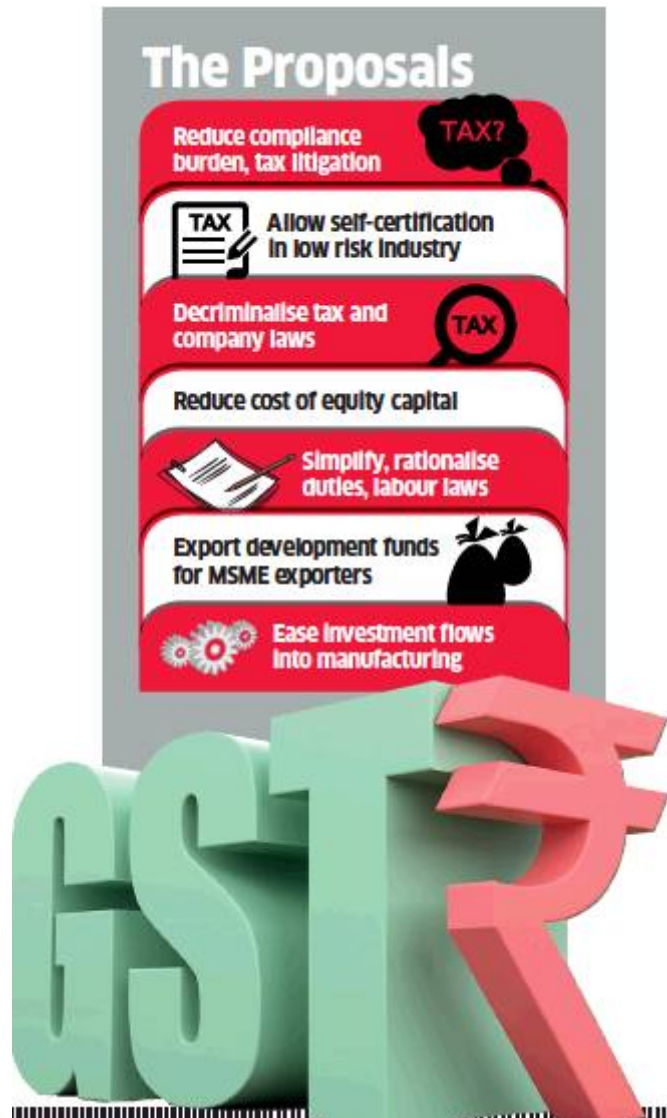 The Proposals
Reduce compliance
burden, tax litigation
TAX?
TAX
Allow self-certification
in low risk industry
Decriminalise tax and
company laws
TAX
Reduce cost of equity capital
Simplify, rationalise
duties, labour laws
Export development funds
for MSME exporters
Ease investment flows
into manufacturing
GST₹